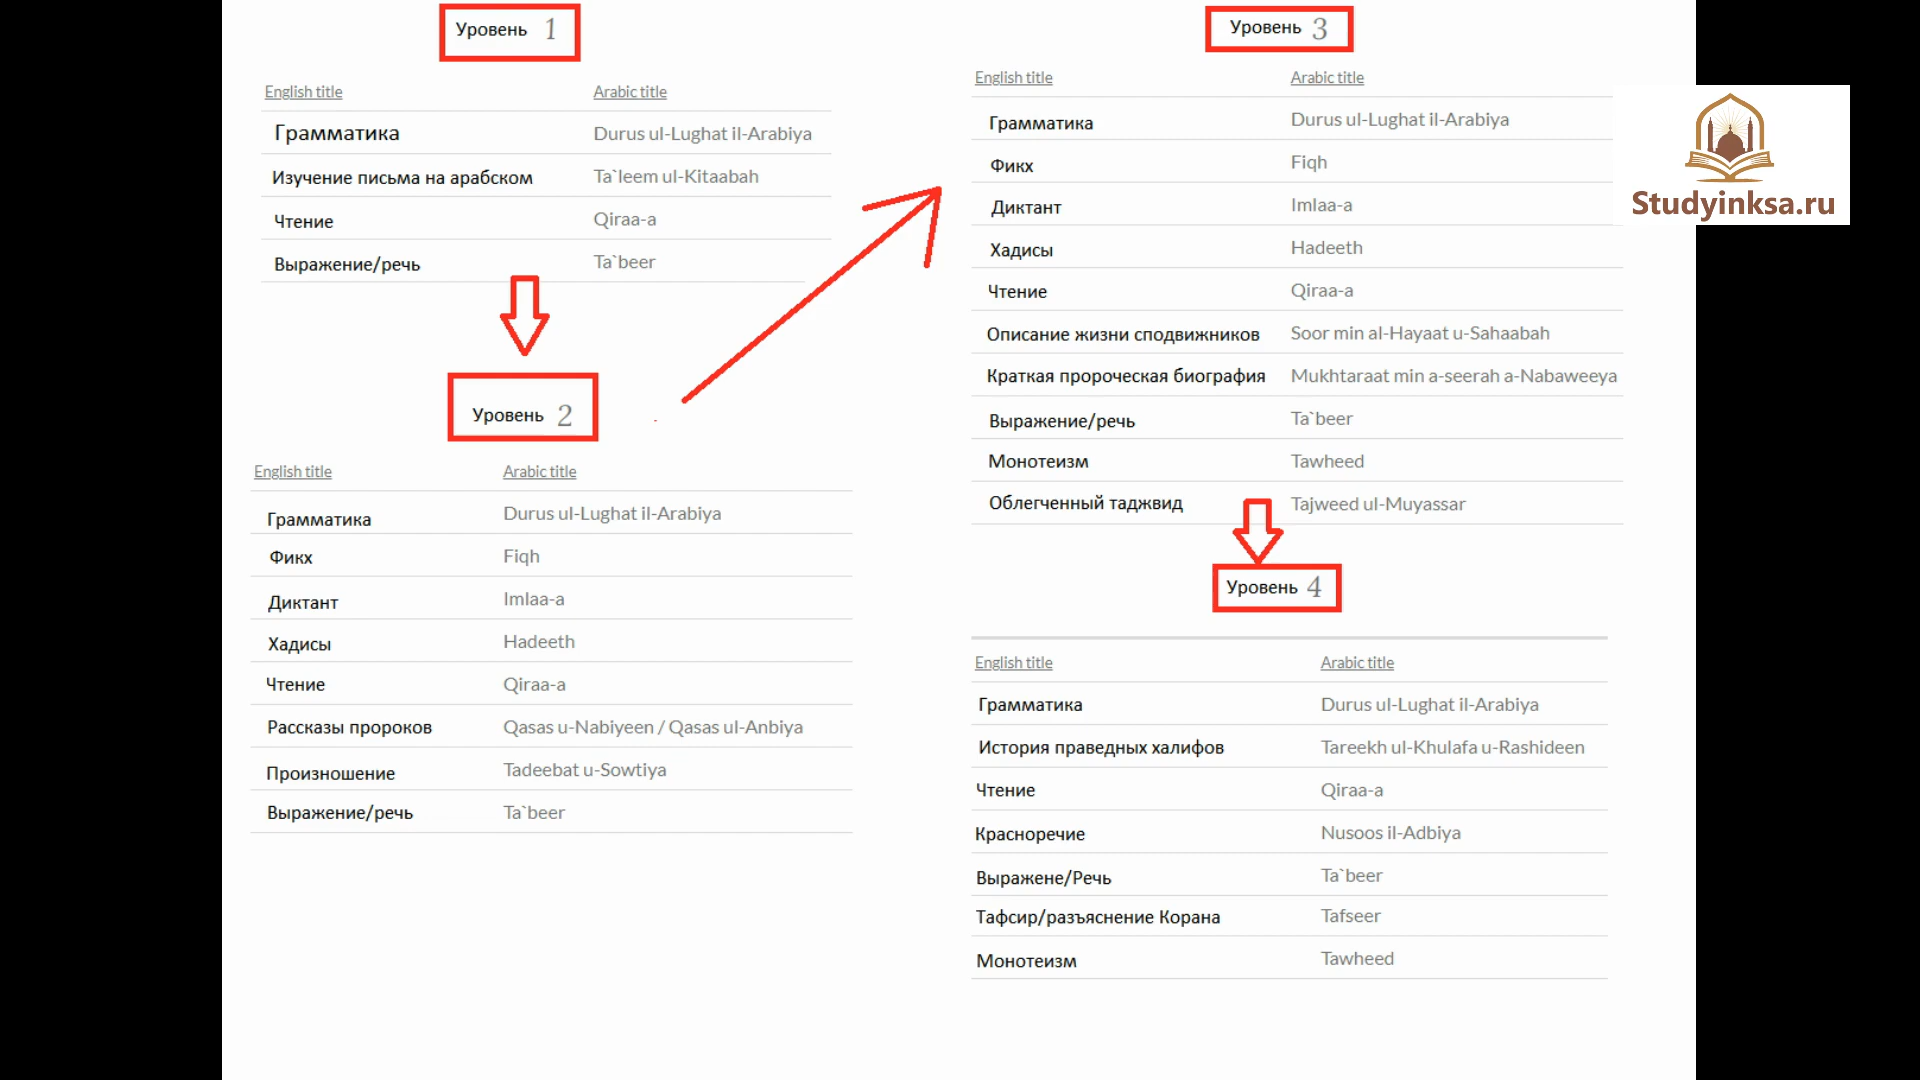 Уровень 1
English title Arabic title
Грамматика Durus ul-Lughat il-Arabiya
Изучение письма на арабском Ta`leem ul-Kitaabah
Чтение Qiraa-a
Выражение/речь Ta`beer
Уровень 2
English title Arabic title
Грамматика Durus ul-Lughat il-Arabiya
Фикх Fiqh
Диктант Imlaa-a
Хадисы Hadeeth
Чтение Qiraa-a
Рассказы пророков Qasas u-Nabiyeen / Qasas ul-Anbiya
Произношение Tadeebat u-Sowtiya
Выражение/речь Ta`beer
Уровень 3
English title Arabic title
Грамматика Durus ul-Lughat il-Arabiya
Фикх Fiqh
Диктант Imlaa-a
Хадисы Hadeeth
Чтение Qiraa-a
Описание жизни сподвижников Soor min al-Hayaat u-Sahaabah
Краткая пророческая биография Mukhtaraat min a-seerah a-Nabaweeya
Выражение/речь Ta`beer
Монотеизм Tawheed
Облегченный таджвид Tajweed ul-Muyassar
Уровень 4
English title Arabic title
Грамматика Durus ul-Lughat il-Arabiya
История праведных халифов Tareekh ul-Khulafa u-Rashideen
Чтение Qiraa-a
Красноречие Nusoos il-Adbiya
Выражене/Речь Ta`beer
Тафсир/разъяснение Корана Tafseer
Монотеизм Tawheed
Studyinksa.ru